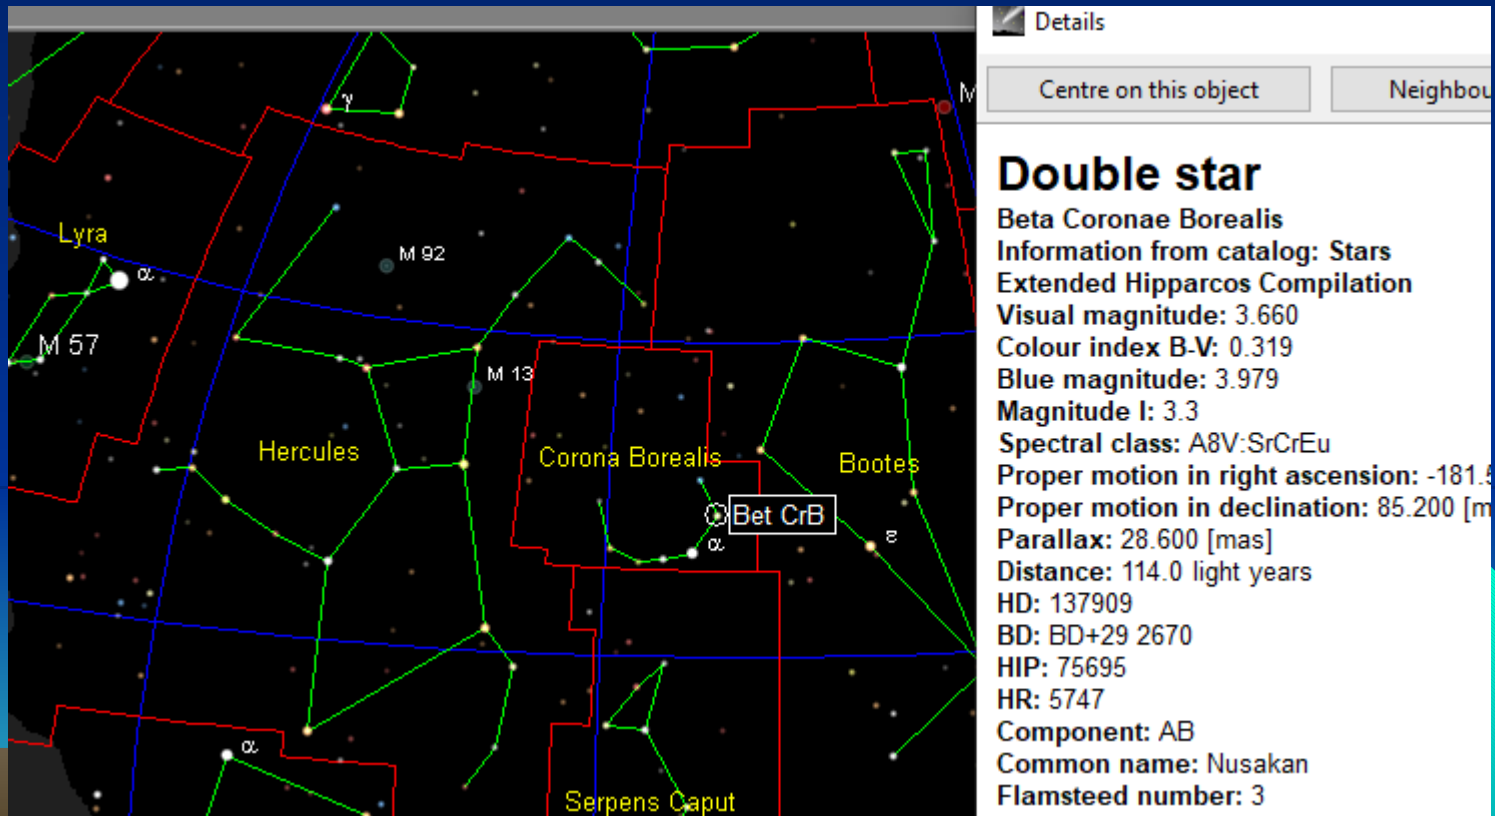 Details
Centre on this object
Neighbou
Double star
Beta Coronae Borealis
Information from catalog: Stars
Extended Hipparcos Compilation
Visual magnitude: 3.660
Colour index B-V: 0.319
Blue magnitude: 3.979
Magnitude I: 3.3
Spectral class: A8V:SrCrEu
Proper motion in right ascension: -181.5
Proper motion in declination: 85.200 [m
Parallax: 28.600 [mas]
Distance: 114.0 light years
HD: 137909
BD: BD+29 2670
HIP: 75695
HR: 5747
Component: AB
Common name: Nusakan
Flamsteed number: 3
γ
M
Lyra
α
M 92
M 57
M 13
Hercules
Corona Borealis
Bootes
Bet CrB
α
ε
α
Serpens Caput